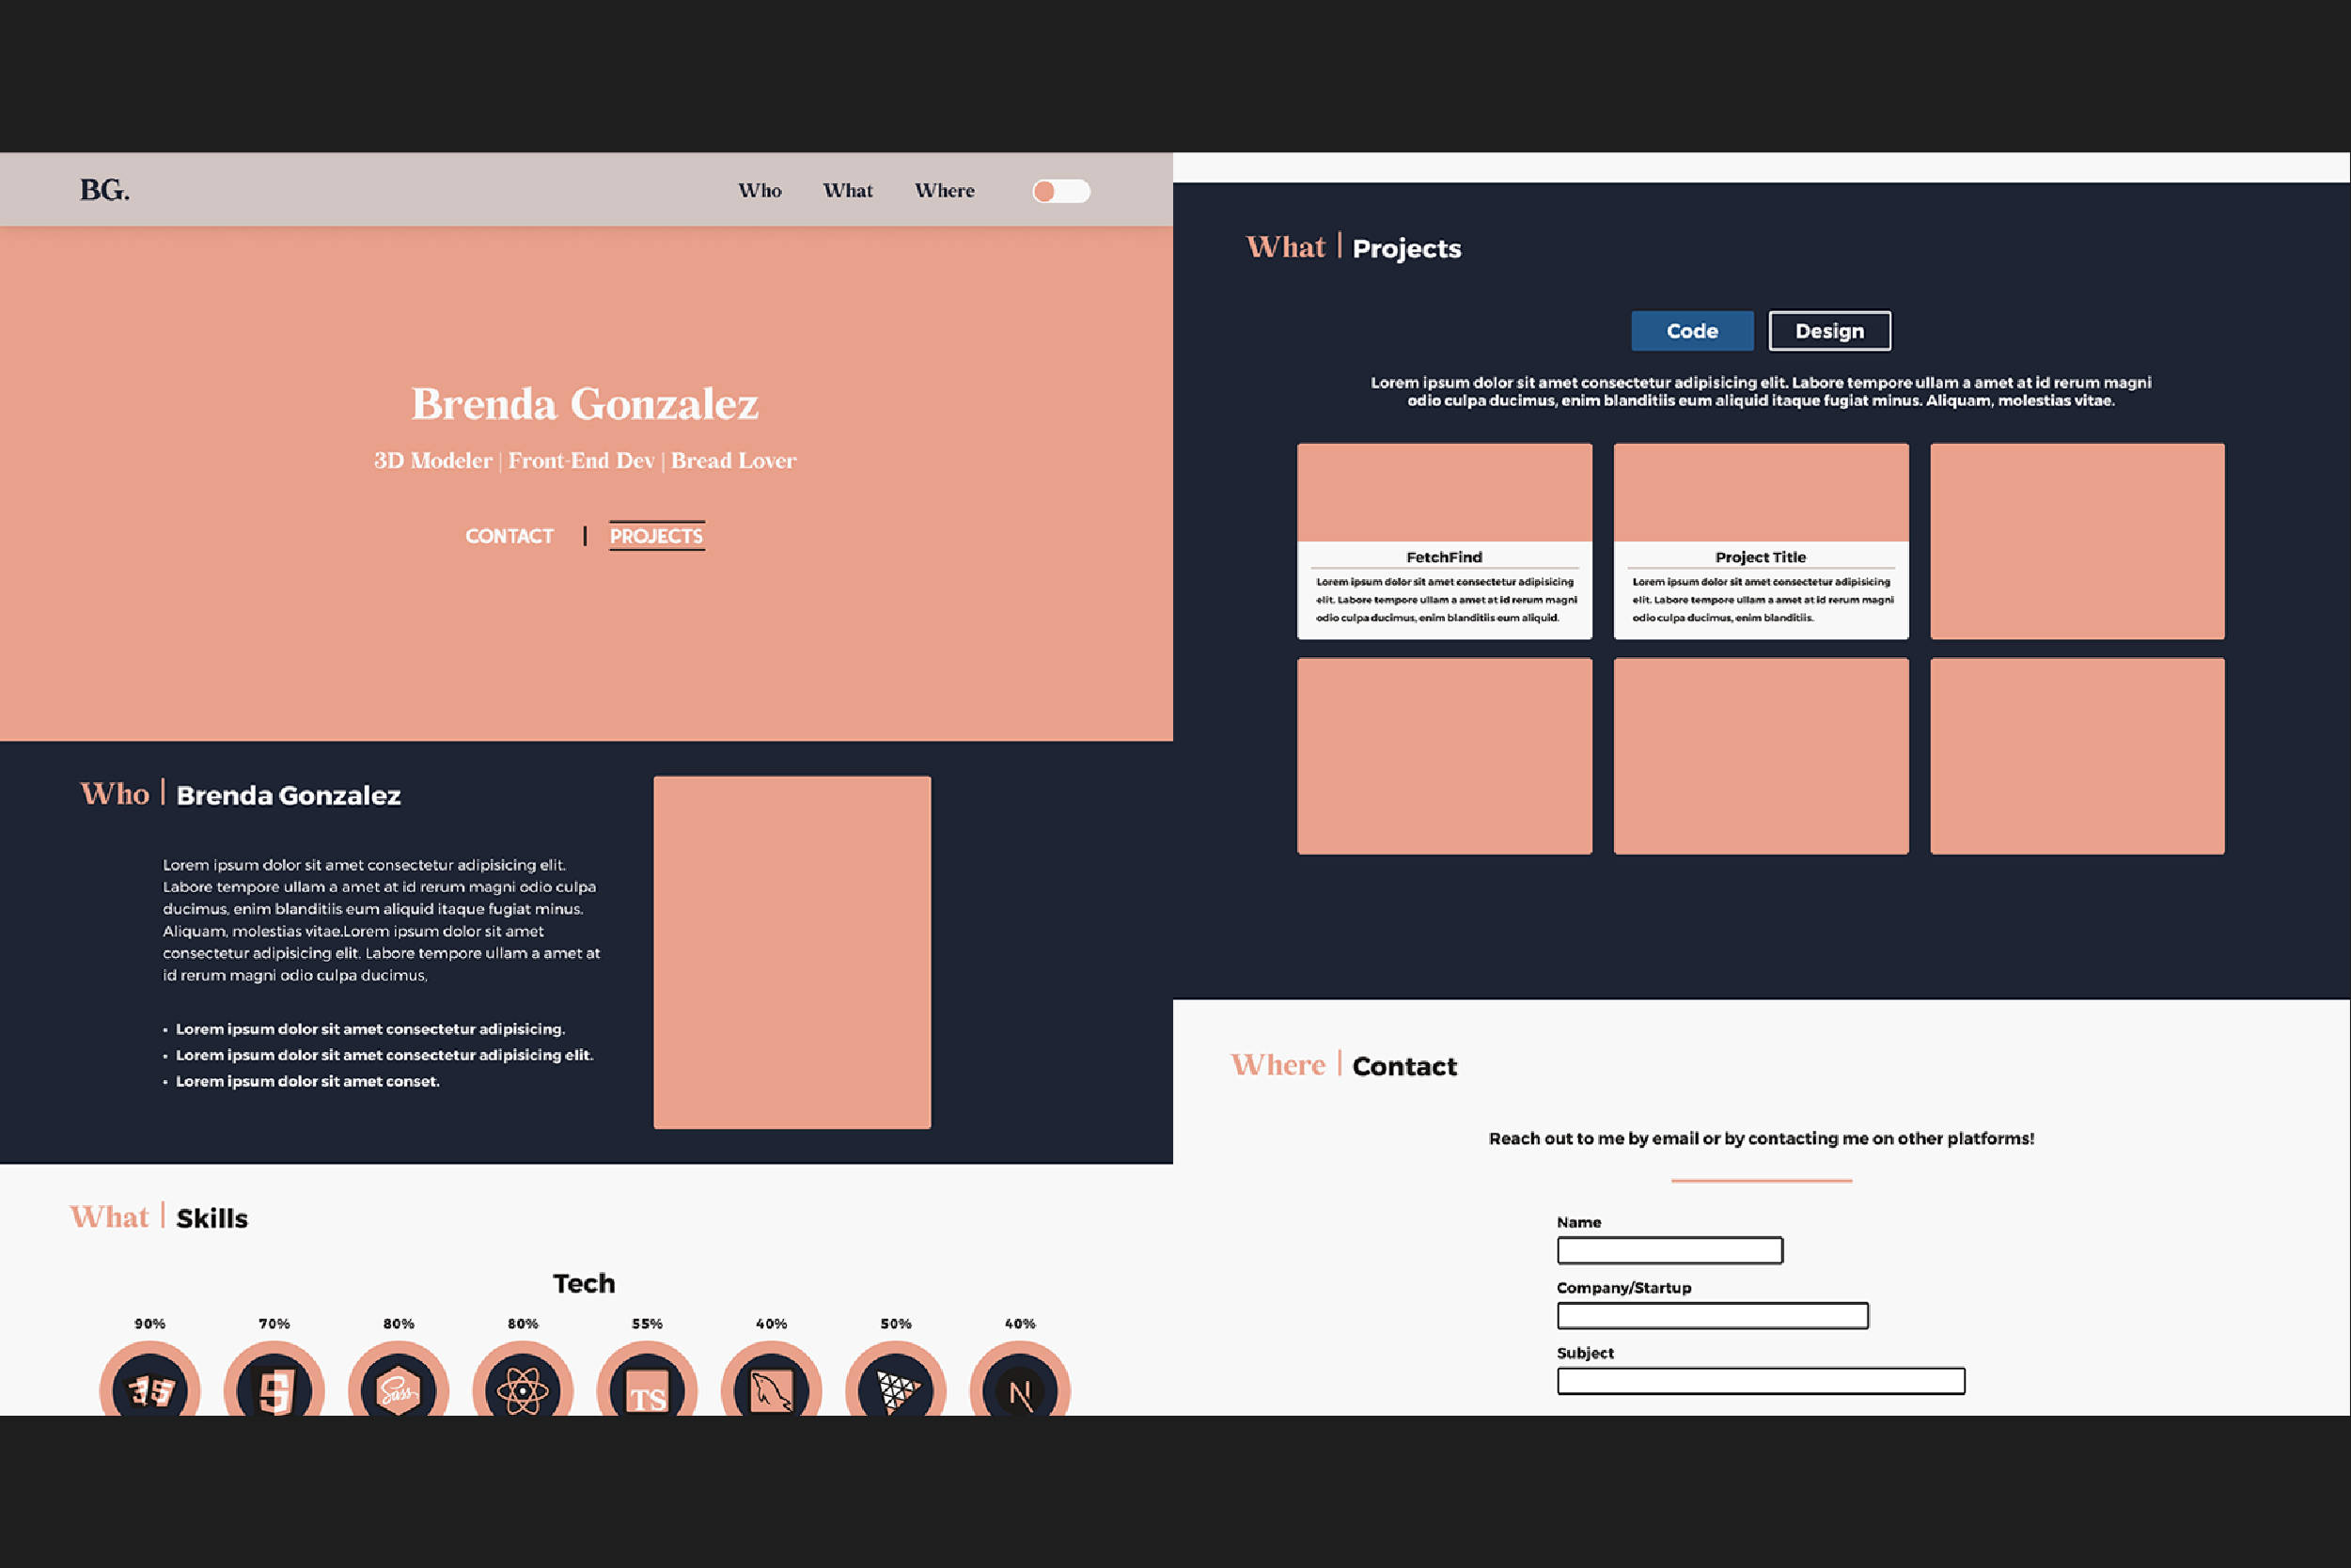 BG.
Who What Where
Brenda Gonzalez
3D Modeler | Front-End Dev | Bread Lover
CONTACT | PROJECTS
Who | Brenda Gonzalez
Lorem ipsum dolor sit amet consectetur adipisicing elit.
Labore tempore ullam a amet at id rerum magni odio culpa
ducimus, enim blanditiis eum aliquid itaque fugiat minus.
Aliquam, molestias vitae.Lorem ipsum dolor sit amet
consectetur adipisicing elit. Labore tempore ullam a amet at
id rerum magni odio culpa ducimus,
• Lorem ipsum dolor sit amet consectetur adipisicing.
• Lorem ipsum dolor sit amet consectetur adipisicing elit.
• Lorem ipsum dolor sit amet conset.
What | Skills
Tech
90% 70% 80% 80% 55% 40% 50% 40%
Sass TS N
What | Projects
Code Design
Lorem ipsum dolor sit amet consectetur adipisicing elit. Labore tempore ullam a amet at id rerum magni
odio culpa ducimus, enim blanditiis eum aliquid itaque fugiat minus. Aliquam, molestias vitae.
FetchFind
Lorem ipsum dolor sit amet consectetur adipisicing
elit. Labore tempore ullam a amet at id rerum magni
odio culpa ducimus, enim blanditiis eum aliquid.
Project Title
Lorem ipsum dolor sit amet consectetur adipisicing
elit. Labore tempore ullam a amet at id rerum magni
odio culpa ducimus, enim blanditiis.
Where | Contact
Reach out to me by email or by contacting me on other platforms!
Name
Company/Startup
Subject